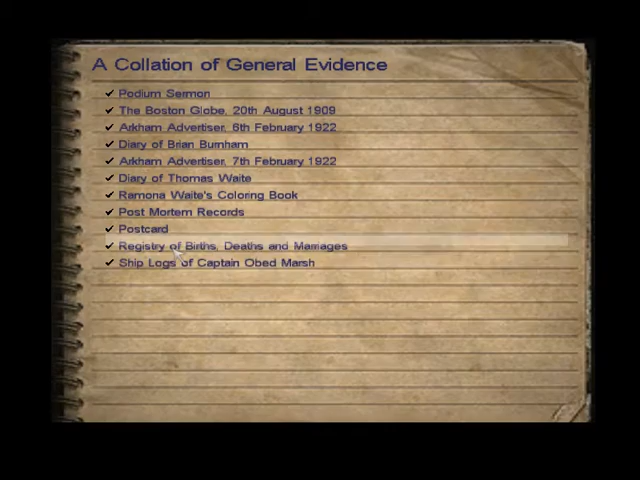 A Collation of General Evidence
✔ Podium Sermon
✔ The Boston Globe, 20th August 1909
✔ Arkham Advertiser, 6th February 1922
✔ Diary of Brian Burnham
✔ Arkham Advertiser, 7th February 1922
✔ Diary of Thomas Waite
✔ Ramona Waite's Coloring Book
✔ Post Mortem Records
✔ Postcard
✔ Registry of Births, Deaths and Marriages
✔ Ship Logs of Captain Obed Marsh